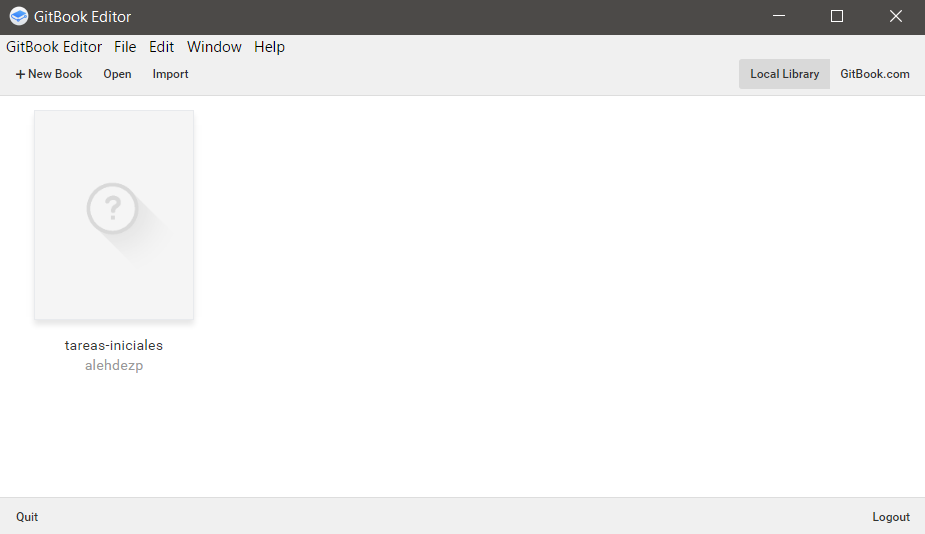 GitBook Editor
GitBook Editor File Edit Window Help
+ New Book Open Import Local Library GitBook.com
?
tareas-iniciales
alehdezp
Quit Logout